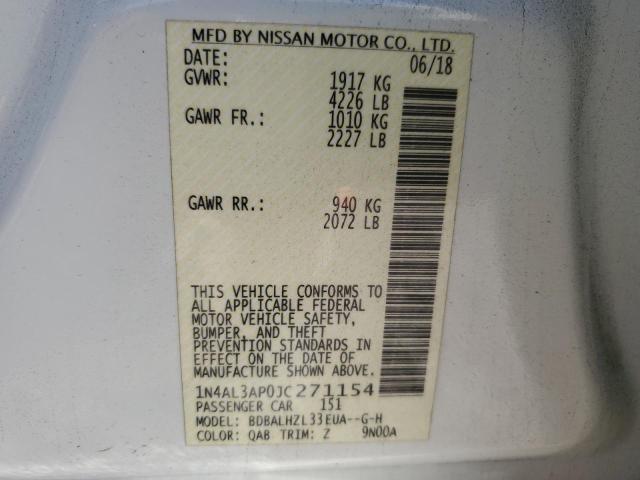 MFD BY NISSAN MOTOR CO., LTD.
DATE: 06/18
GVWR: 1917 KG
4226 LB
GAWR FR.: 1010 KG
2227 LB
GAWR RR.: 940 KG
2072 LB
THIS VEHICLE CONFORMS TO
ALL APPLICABLE FEDERAL
MOTOR VEHICLE SAFETY,
BUMPER, AND THEFT
PREVENTION STANDARDS IN
EFFECT ON THE DATE OF
MANUFACTURE SHOWN ABOVE.
1N4AL3AP0JC271154
PASSENGER CAR 151
MODEL: BDBALHZL33EUA--G-H
COLOR: QAB TRIM: Z 9N00A